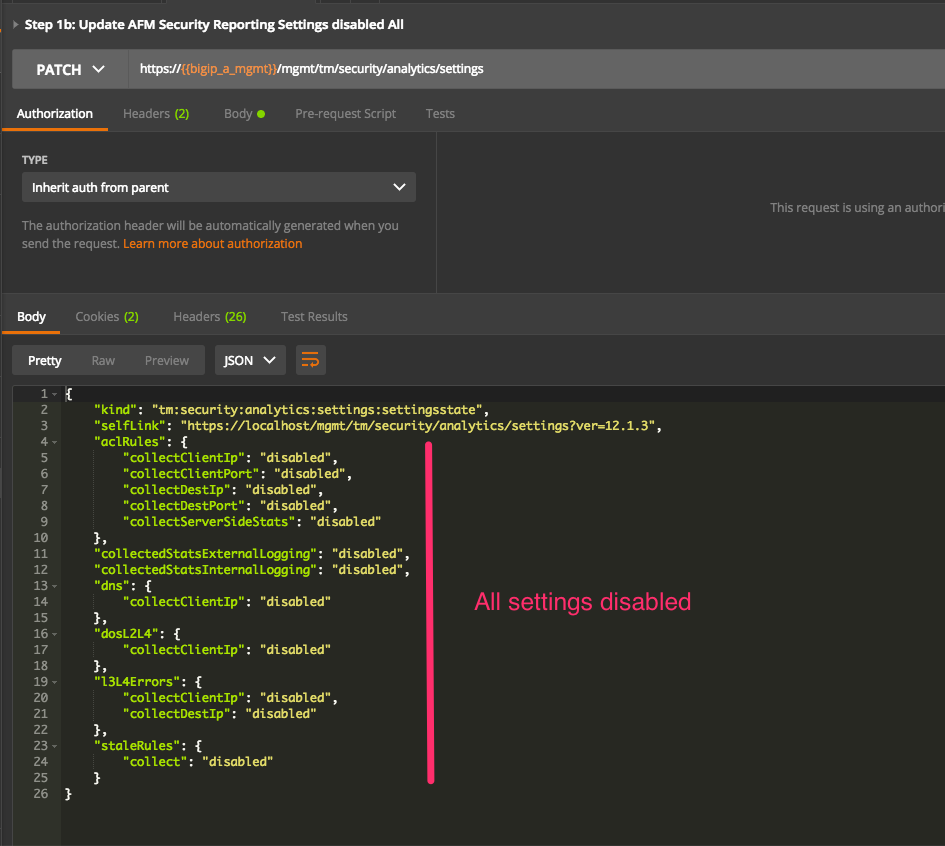 Step 1b: Update AFM Security Reporting Settings disabled All
PATCH https://{{bigip_a_mgmt}}/mgmt/tm/security/analytics/settings
Authorization Headers (2) Body Pre-request Script Tests
TYPE
Inherit auth from parent
This request is using an authori
The authorization header will be automatically generated when you
send the request. Learn more about authorization
Body Cookies (2) Headers (26) Test Results
Pretty Raw Preview JSON
1 {
2 "kind": "tm:security:analytics:settings:settingsstate",
3 "selfLink": "https://localhost/mgmt/tm/security/analytics/settings?ver=12.1.3",
4 "aclRules": {
5 "collectClientIp": "disabled",
6 "collectClientPort": "disabled",
7 "collectDestIp": "disabled",
8 "collectDestPort": "disabled",
9 "collectServerSideStats": "disabled"
10 },
11 "collectedStatsExternalLogging": "disabled",
12 "collectedStatsInternalLogging": "disabled",
13 "dns": {
14 "collectClientIp": "disabled"
15 },
16 "dosL2L4": {
17 "collectClientIp": "disabled"
18 },
19 "l3L4Errors": {
20 "collectClientIp": "disabled",
21 "collectDestIp": "disabled"
22 },
23 "staleRules": {
24 "collect": "disabled"
25 }
26 }
All settings disabled